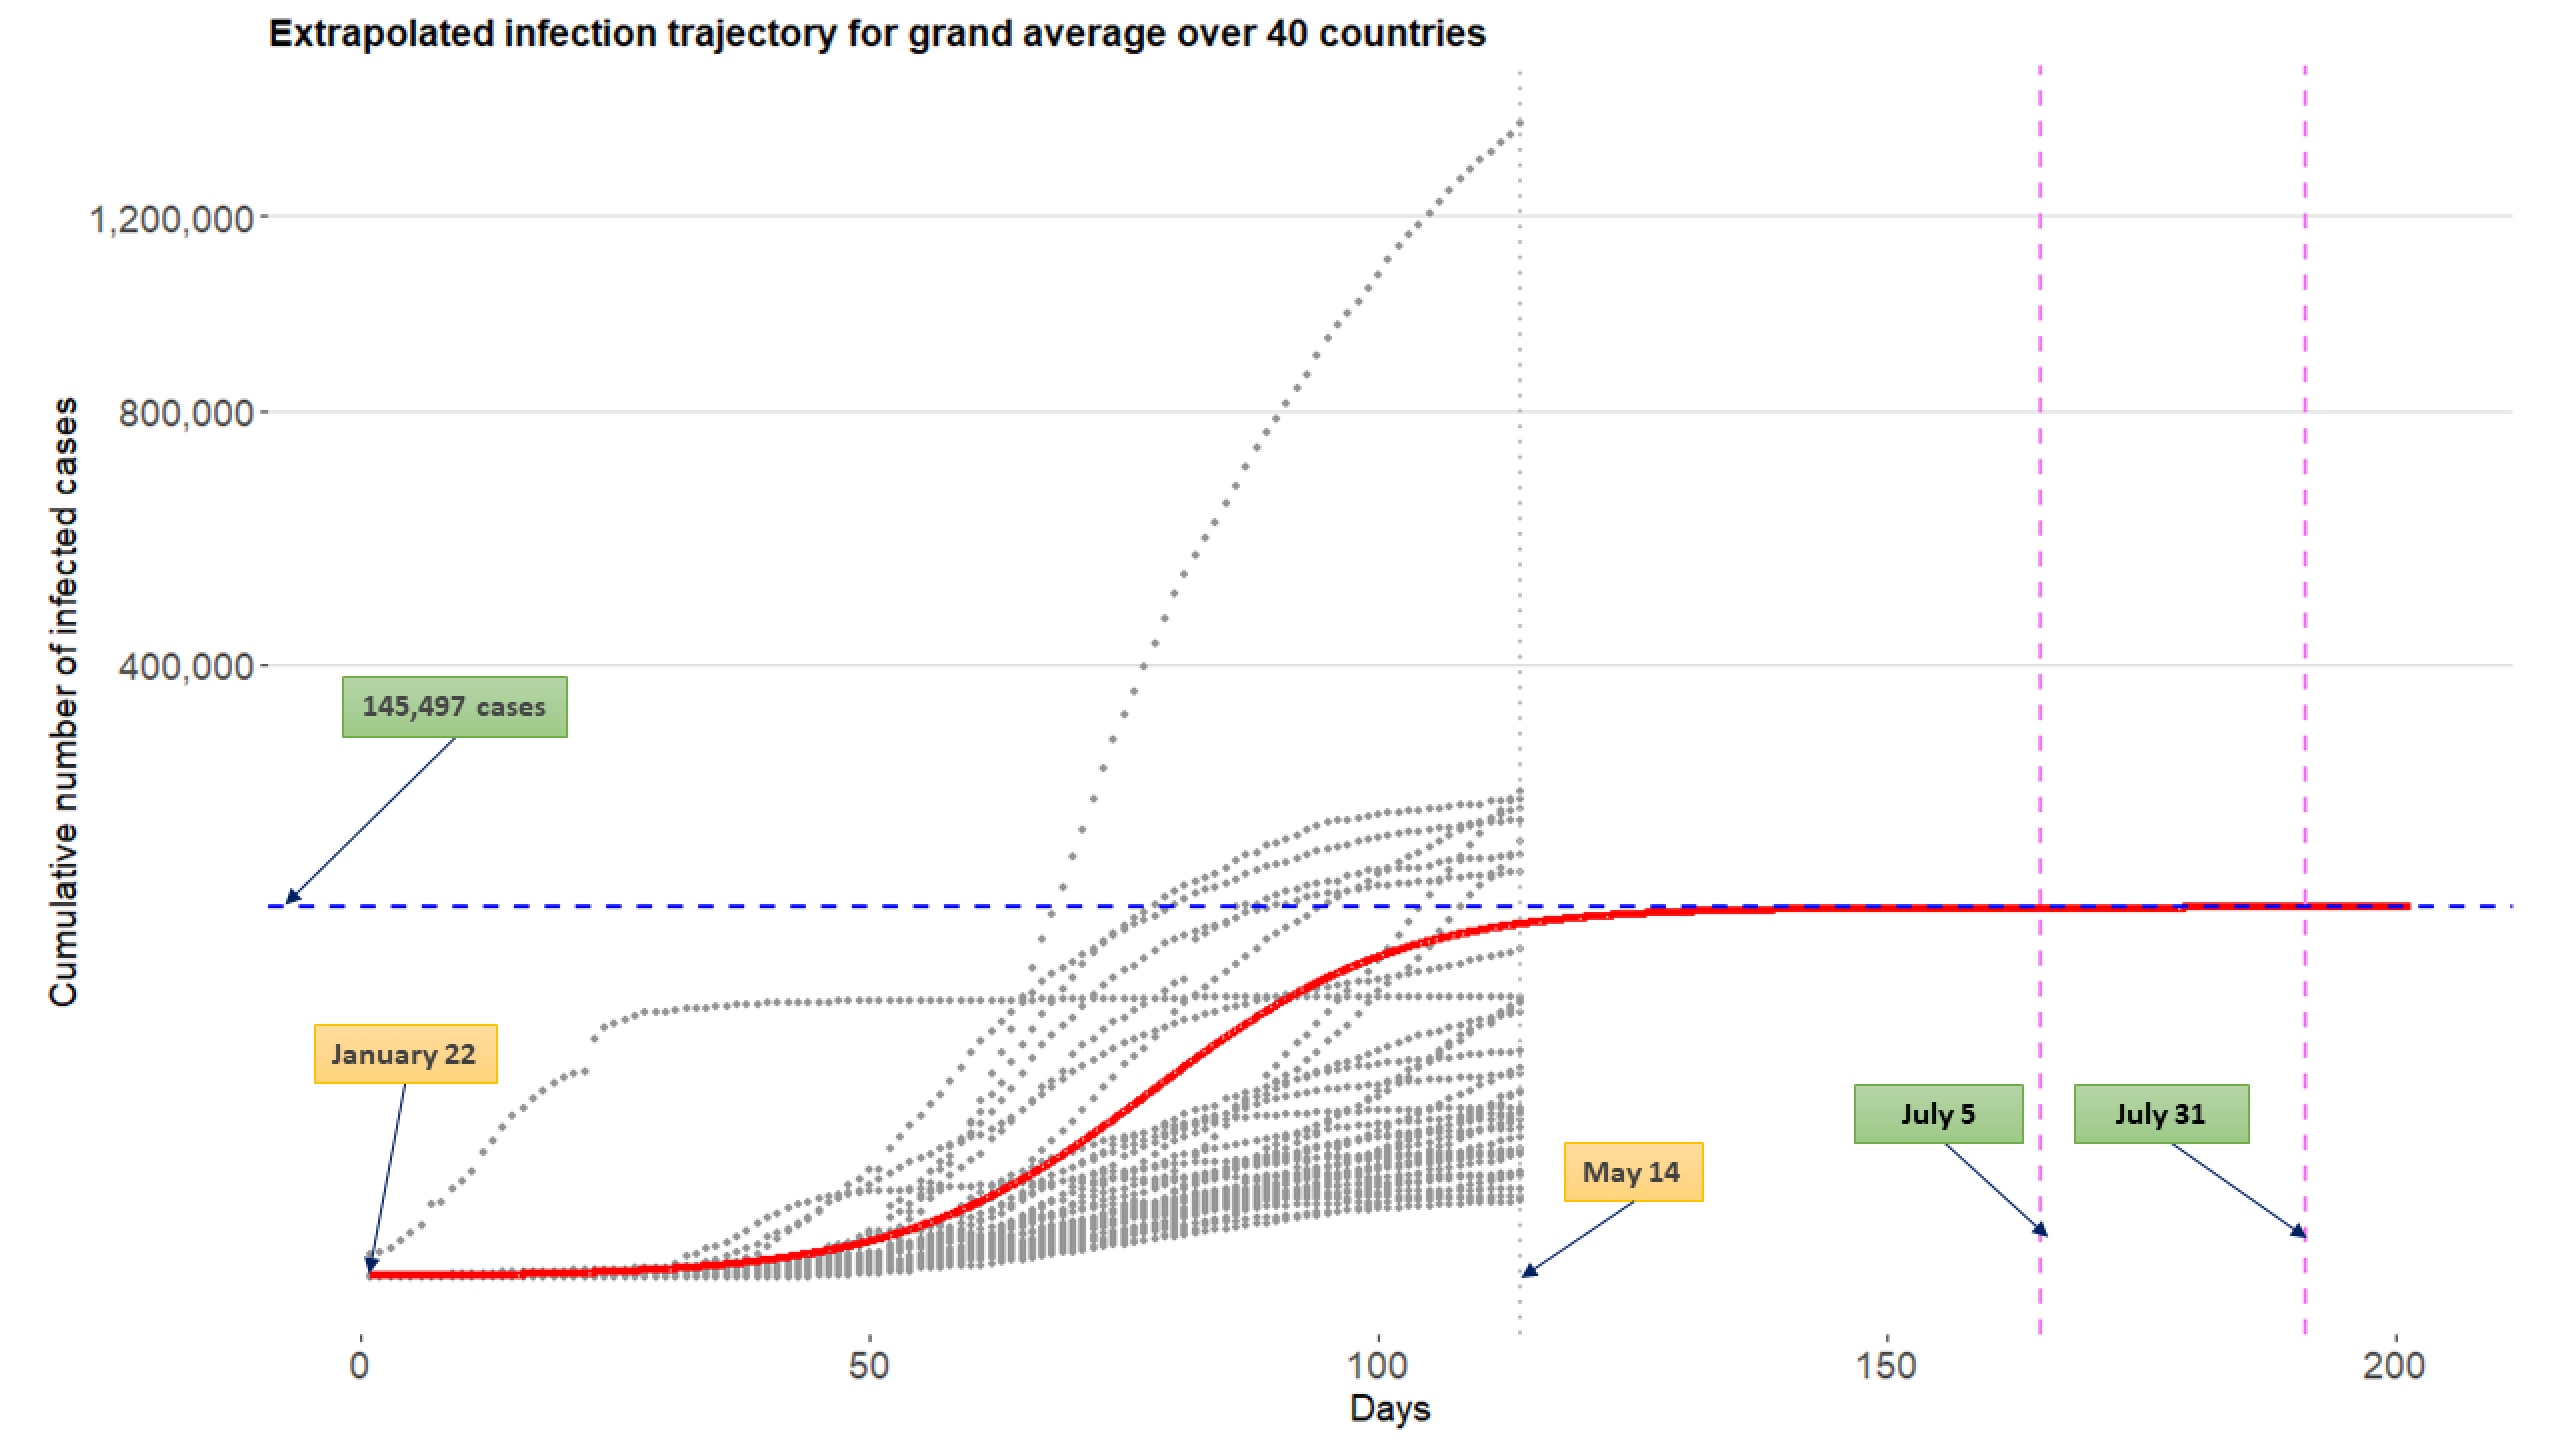 Extrapolated infection trajectory for grand average over 40 countries
1,200,000
800,000
400,000
Cumulative number of infected cases
145,497 cases
January 22
July 5
July 31
May 14
0
50
100
150
200
Days